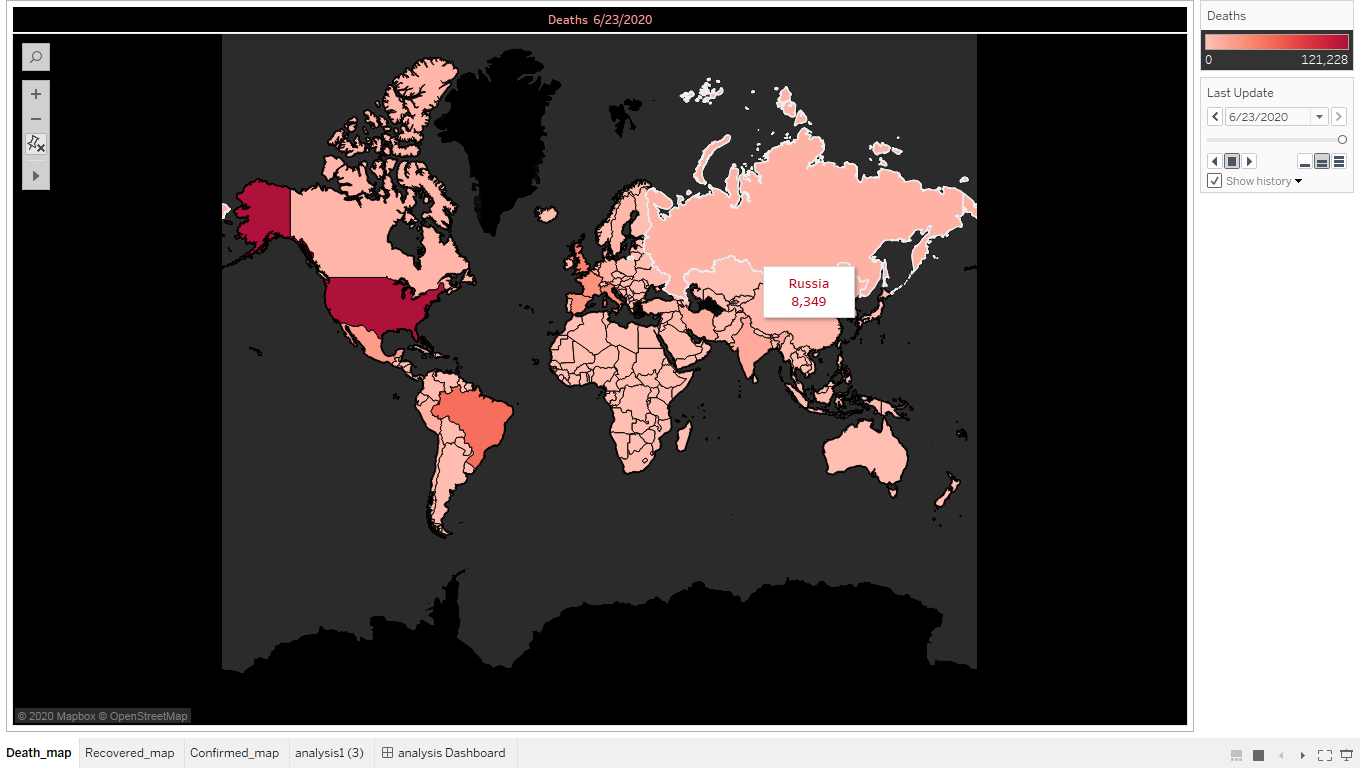 Deaths 6/23/2020
Deaths
0 121,228
Last Update
6/23/2020
Show history
Russia
8,349
© 2020 Mapbox © OpenStreetMap
Death_map Recovered_map Confirmed_map analysis1 (3) analysis Dashboard